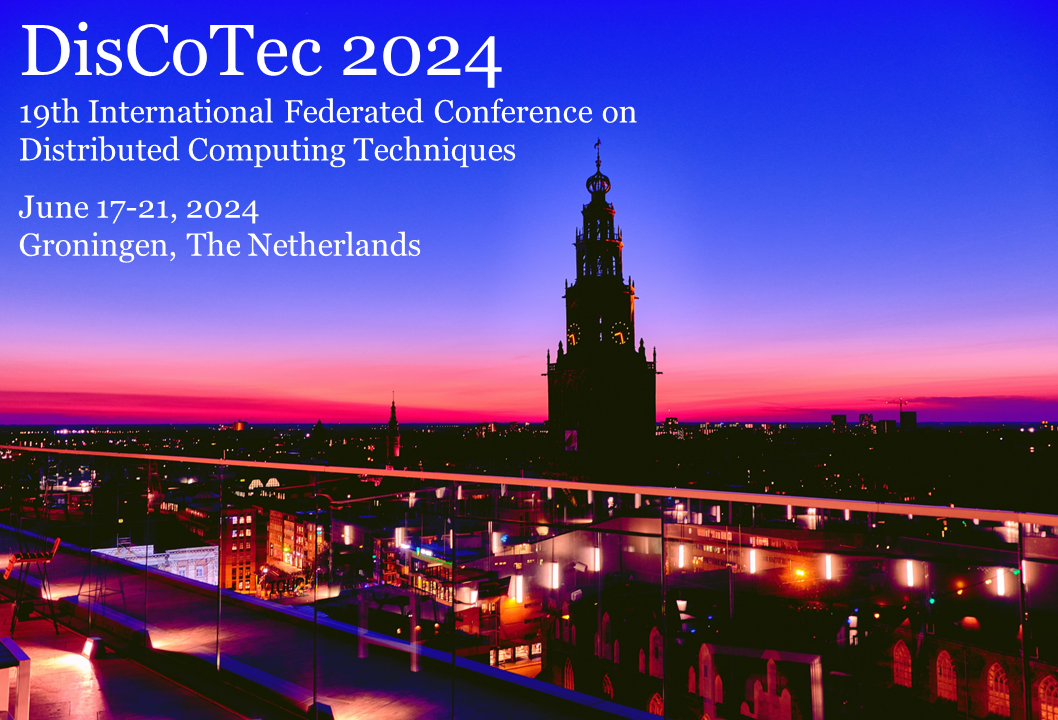 DisCoTec 2024
19th International Federated Conference on
Distributed Computing Techniques
June 17-21, 2024
Groningen, The Netherlands